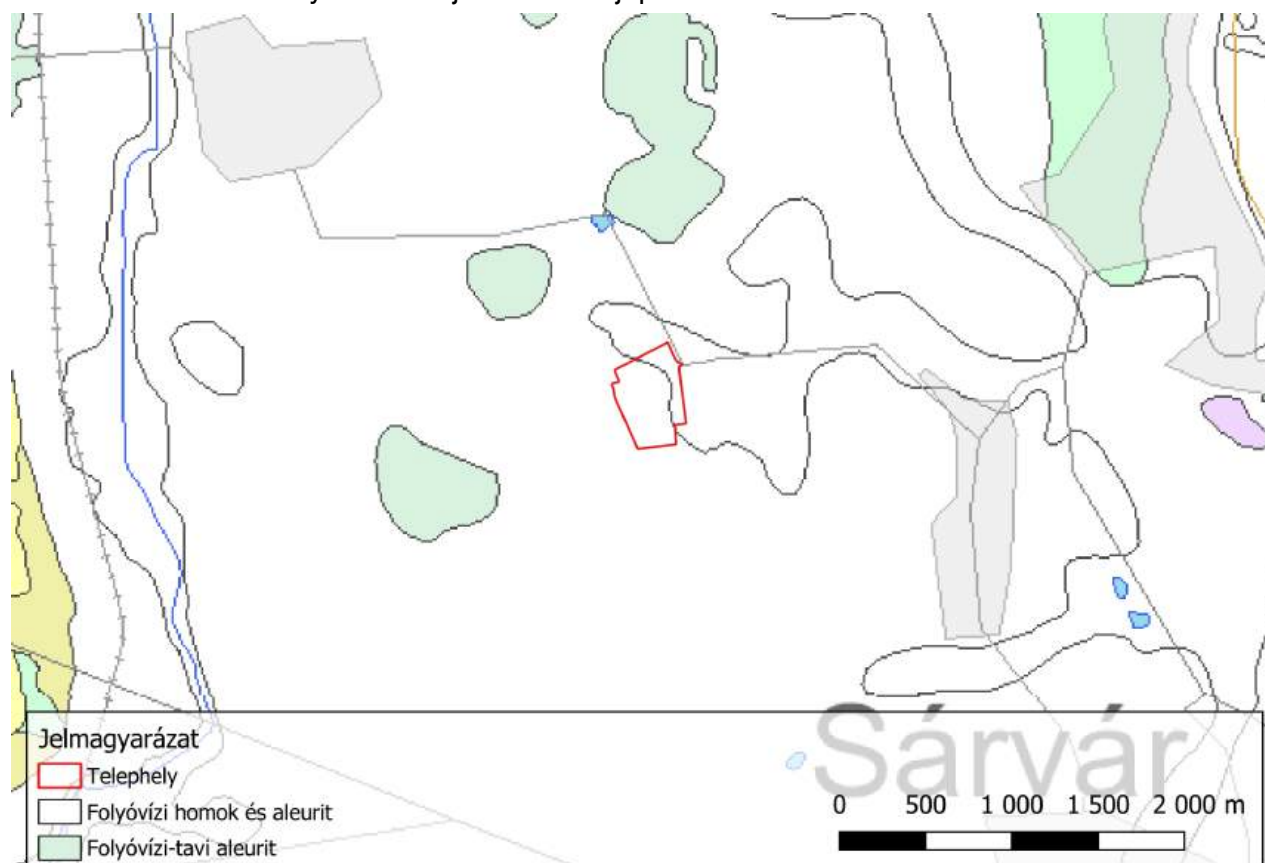 Sárvár
Jelmagyarázat
Telephely
Folyóvízi homok és aleurit
Folyóvízi-tavi aleurit
0 500 1 000 1 500 2 000 m